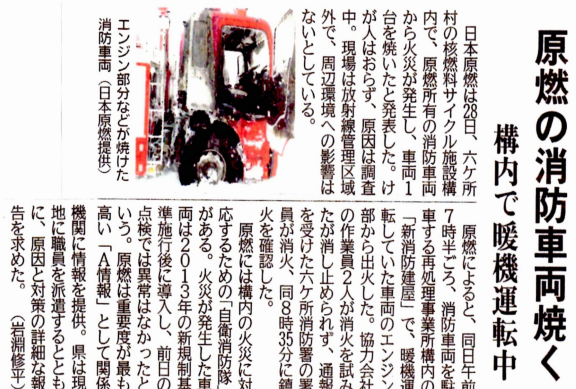 原燃の消防車両焼く
構内で暖機運転中
日本原燃は28日、六ケ所
村の核燃料サイクル施設構
内で、原燃所有の消防車両
から火災が発生し、車両1
台を焼いたと発表した。け
が人はおらず、原因は調査
中。現場は放射線管理区域
外で、周辺環境への影響は
ないとしている。
エンジン部分などが焼けた
消防車両（日本原燃提供）
原燃によると、同日午前
7時半ごろ、消防車両を駐
車する再処理事業所構内の
「新消防建屋」で、暖機運
転していた車両のエンジン
部から出火した。協力会社
の作業員2人が消火を試み
たが消し止められず、通報
を受けた六ケ所消防署の署
員が消火、同8時35分に鎮
火を確認した。
原燃には構内の火災に対
応するための「自衛消防隊」
がある。火災が発生した車
両は2013年の新規制基
準施行後に導入し、前日の
点検では異常はなかったと
いう。原燃は重要度が最も
高い「A情報」として関係
機関に情報を提供。県は現
地に職員を派遣するととも
に、原因と対策の詳細な報
告を求めた。（岩淵修平）